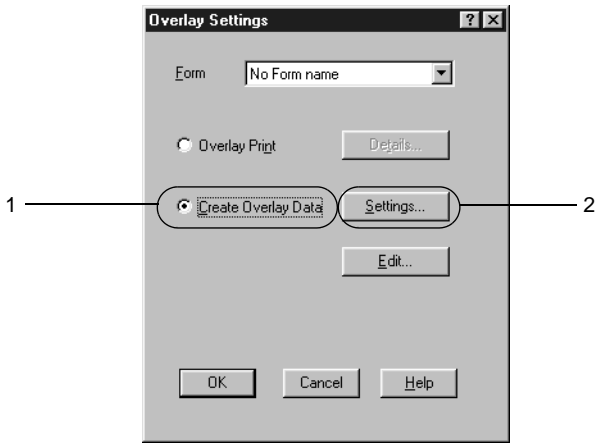 Overlay Settings
Form No Form name
Overlay Print Details...
1 Create Overlay Data Settings... 2
Edit...
OK Cancel Help